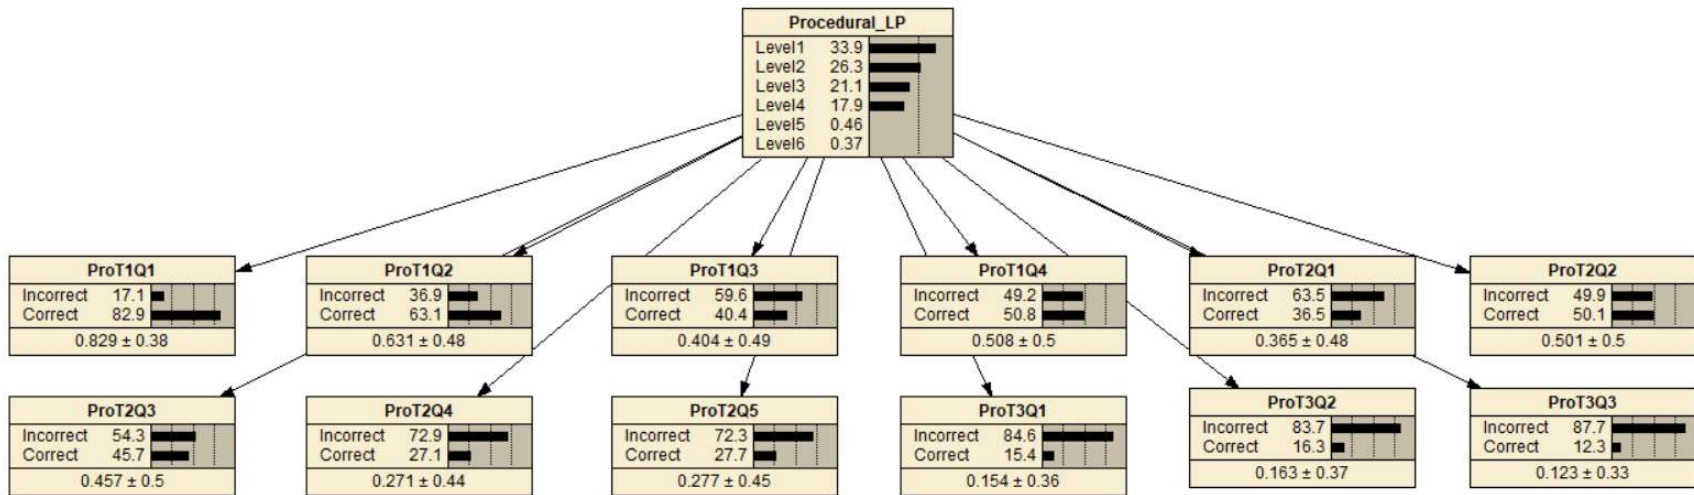 Procedural_LP
Level1 33.9
Level2 26.3
Level3 21.1
Level4 17.9
Level5 0.46
Level6 0.37
ProT1Q1
Incorrect 17.1
Correct 82.9
0.829 ± 0.38
ProT1Q2
Incorrect 36.9
Correct 63.1
0.631 ± 0.48
ProT1Q3
Incorrect 59.6
Correct 40.4
0.404 ± 0.49
ProT1Q4
Incorrect 49.2
Correct 50.8
0.508 ± 0.5
ProT2Q1
Incorrect 63.5
Correct 36.5
0.365 ± 0.48
ProT2Q2
Incorrect 49.9
Correct 50.1
0.501 ± 0.5
ProT2Q3
Incorrect 54.3
Correct 45.7
0.457 ± 0.5
ProT2Q4
Incorrect 72.9
Correct 27.1
0.271 ± 0.44
ProT2Q5
Incorrect 72.3
Correct 27.7
0.277 ± 0.45
ProT3Q1
Incorrect 84.6
Correct 15.4
0.154 ± 0.36
ProT3Q2
Incorrect 83.7
Correct 16.3
0.163 ± 0.37
ProT3Q3
Incorrect 87.7
Correct 12.3
0.123 ± 0.33